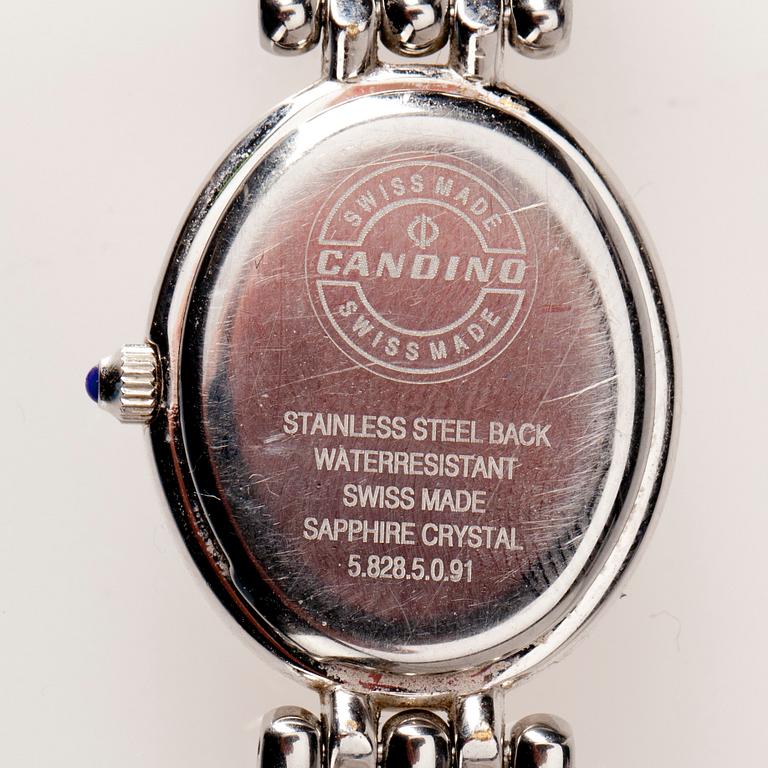 SWISS MADE
CANDINO
SWISS MADE
STAINLESS STEEL BACK
WATERRESISTANT
SWISS MADE
SAPPHIRE CRYSTAL
5.828.5.0.91